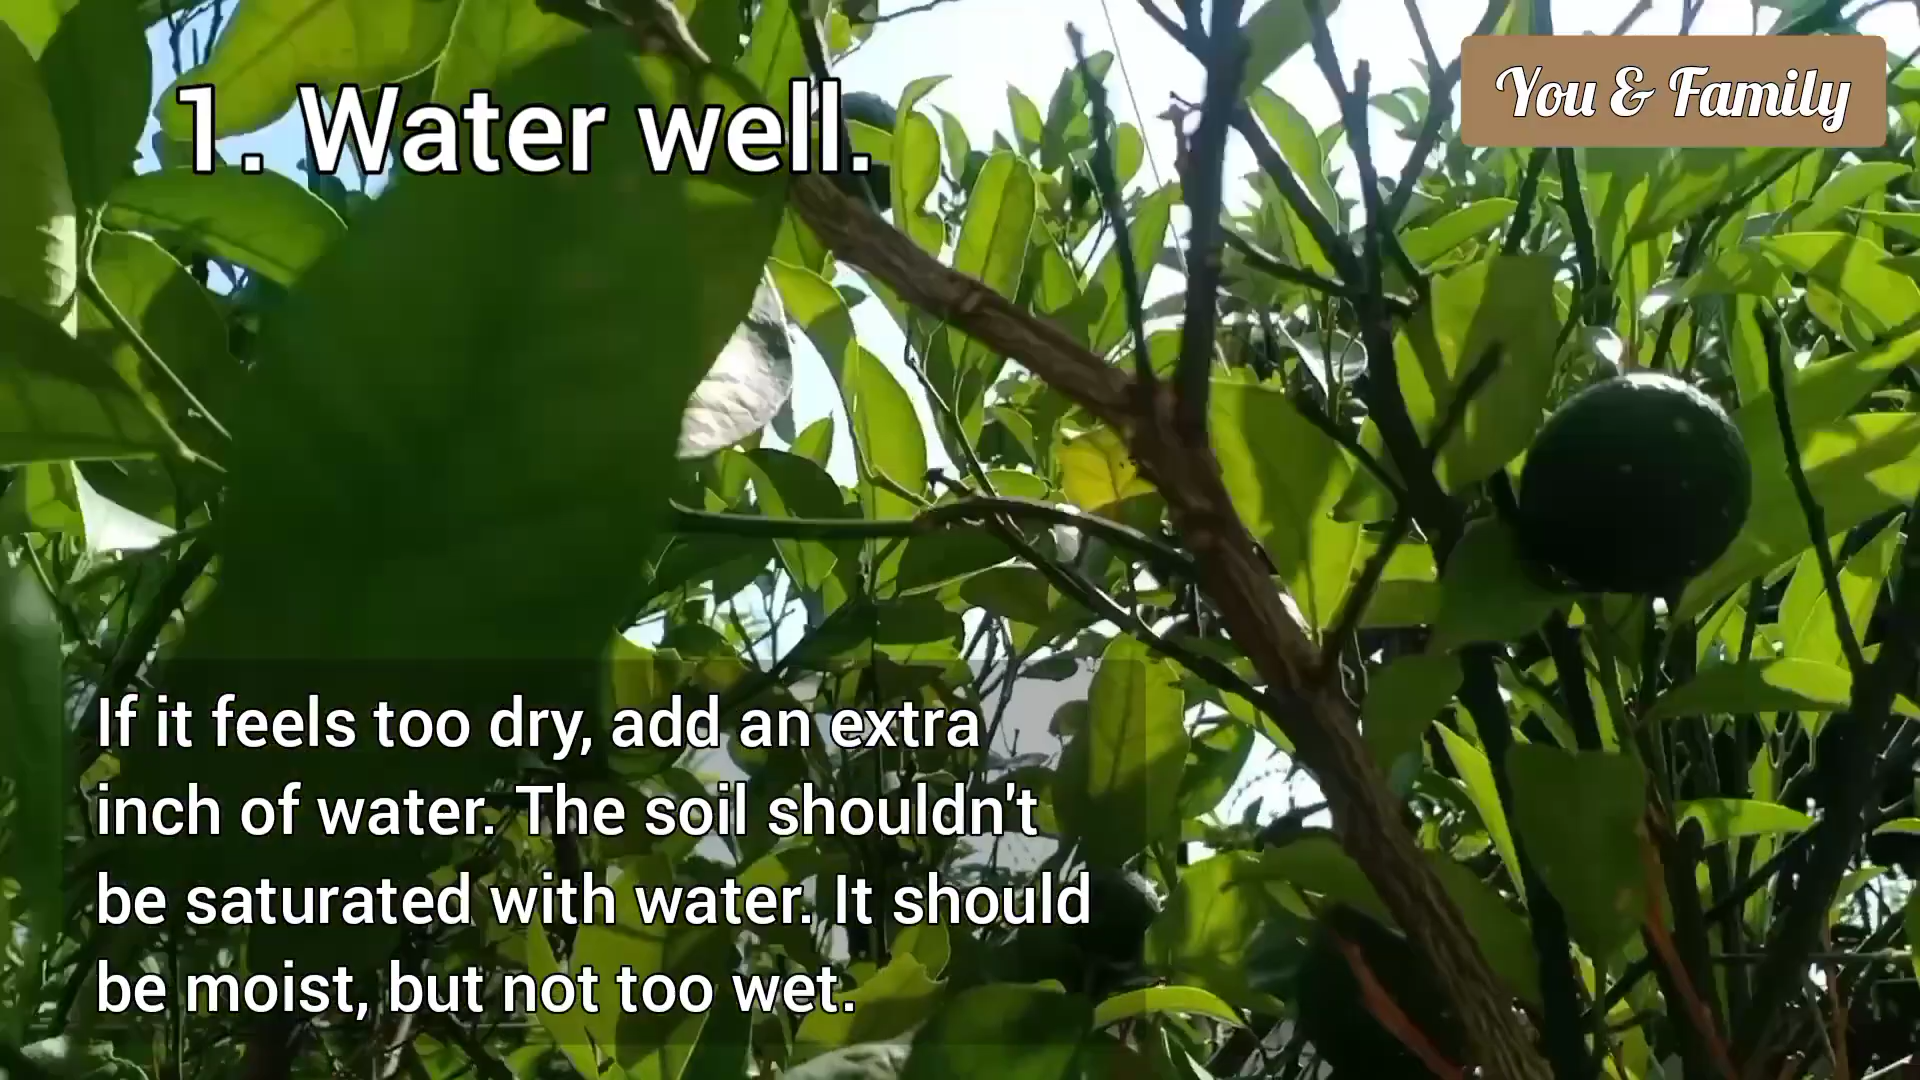 1. Water well.
You & Family
If it feels too dry, add an extra
inch of water. The soil shouldn't
be saturated with water. It should
be moist, but not too wet.